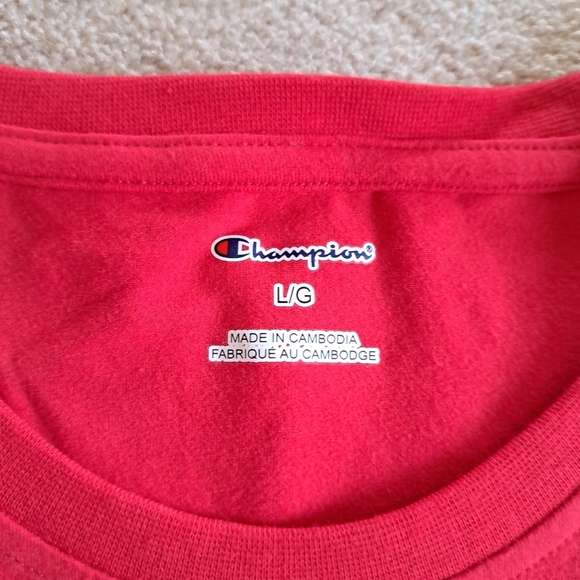 Champion®
L/G
MADE IN CAMBODIA
FABRIQUÉ AU CAMBODGE